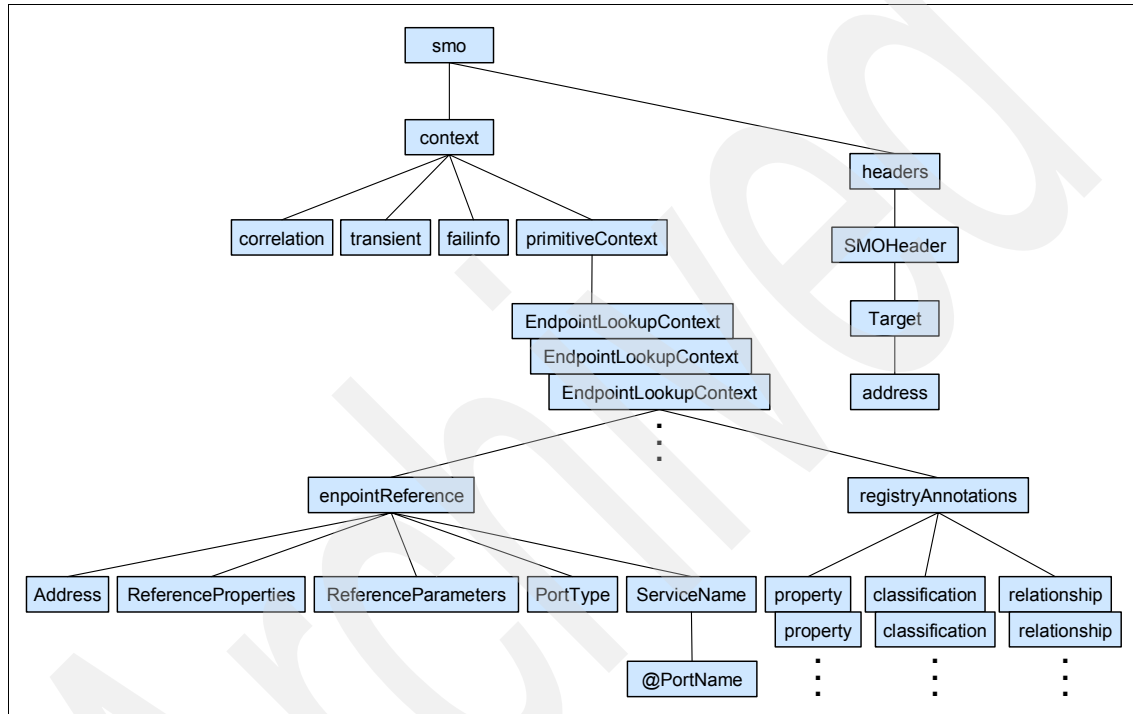 smo
context
headers
correlation transient failinfo primitiveContext
SMOHeader
EndpointLookupContext
Target
EndpointLookupContext
EndpointLookupContext
address
enpointReference
registryAnnotations
Address ReferenceProperties ReferenceParameters PortType ServiceName property classification relationship
property classification relationship
@PortName
Archived